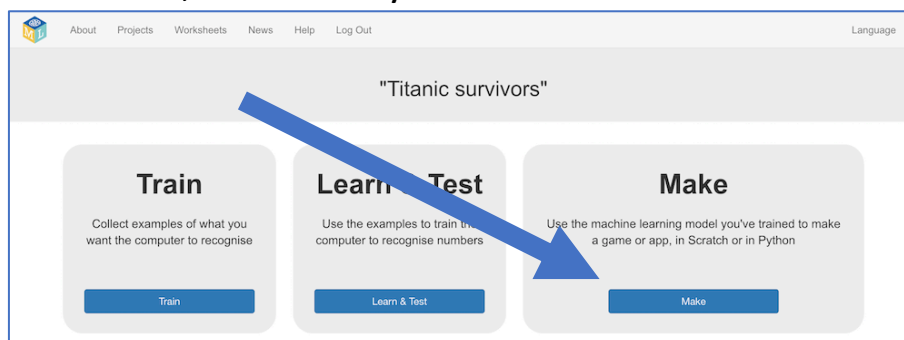 About Projects Worksheets News Help Log Out Language
"Titanic survivors"
Train
Collect examples of what you
want the computer to recognise
Train
Learn & Test
Use the examples to train the
computer to recognise numbers
Learn & Test
Make
Use the machine learning model you've trained to make
a game or app, in Scratch or in Python
Make